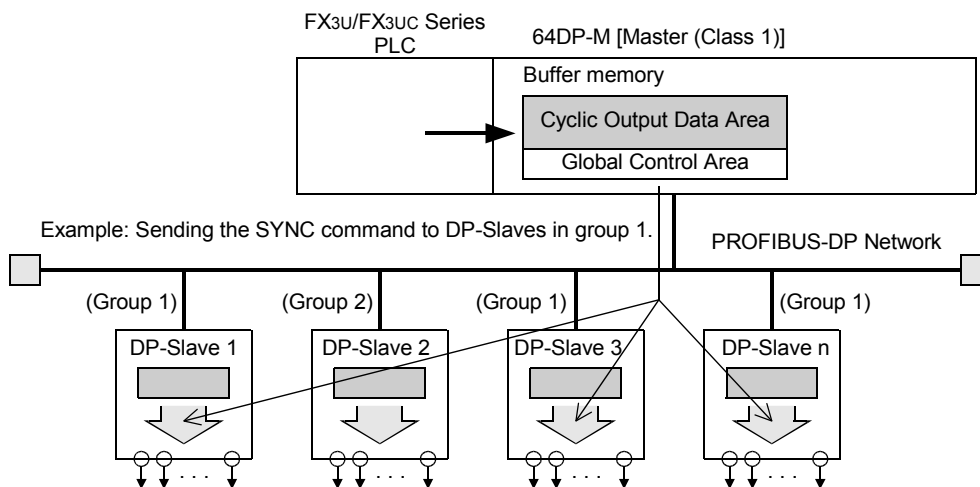 FX3U/FX3UC Series
PLC
64DP-M [Master (Class 1)]
Buffer memory
Cyclic Output Data Area
Global Control Area
Example: Sending the SYNC command to DP-Slaves in group 1.
PROFIBUS-DP Network
(Group 1)
(Group 2)
(Group 1)
(Group 1)
DP-Slave 1
DP-Slave 2
DP-Slave 3
DP-Slave n
. . .
. . .
. . .
. . .